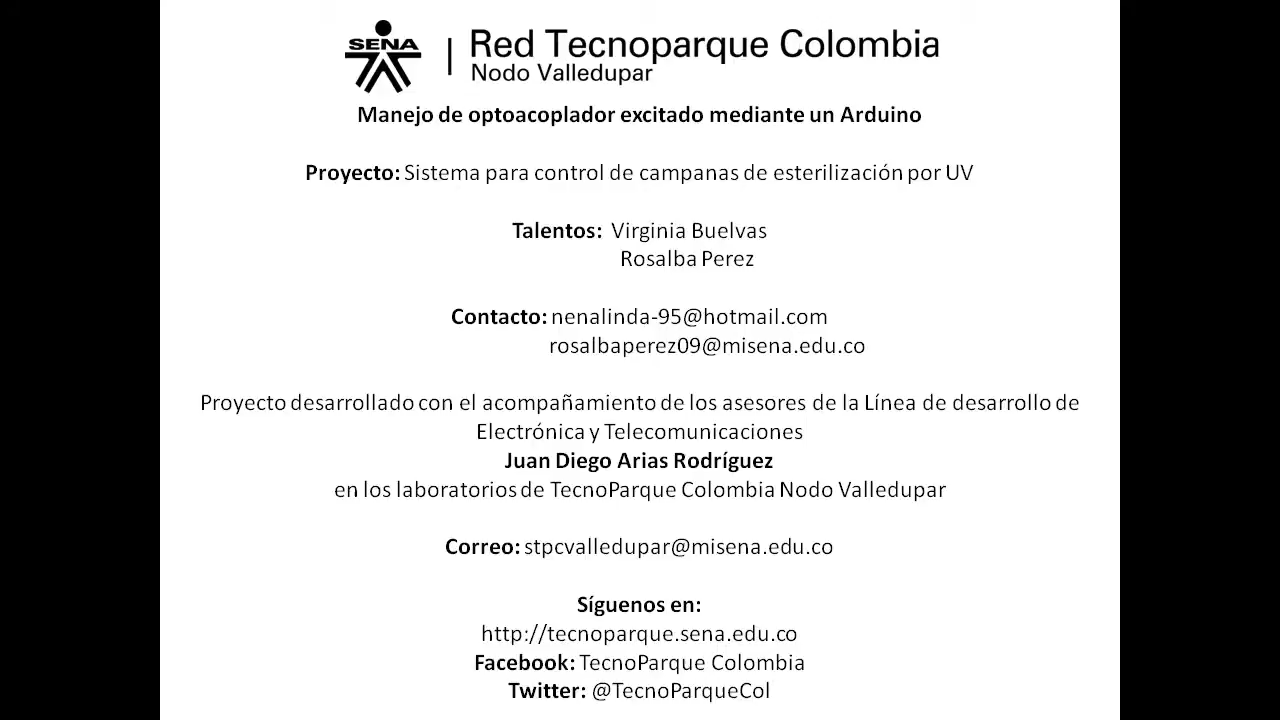 SENA
Red Tecnoparque Colombia
Nodo Valledupar
Manejo de optoacoplador excitado mediante un Arduino
Proyecto: Sistema para control de campanas de esterilización por UV
Talentos: Virginia Buelvas
Rosalba Perez
Contacto: nenalinda-95@hotmail.com
rosalbaperez09@misena.edu.co
Proyecto desarrollado con el acompañamiento de los asesores de la Línea de desarrollo de
Electrónica y Telecomunicaciones
Juan Diego Arias Rodríguez
en los laboratorios de TecnoParque Colombia Nodo Valledupar
Correo: stpcvalledupar@misena.edu.co
Síguenos en:
http://tecnoparque.sena.edu.co
Facebook: TecnoParque Colombia
Twitter: @TecnoParqueCol